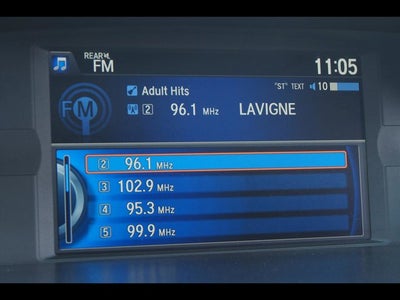 REAR
FM
11:05
Adult Hits
"ST" TEXT 10
FM 2 96.1 MHz LAVIGNE
2 96.1 MHz
3 102.9 MHz
4 95.3 MHz
5 99.9 MHz